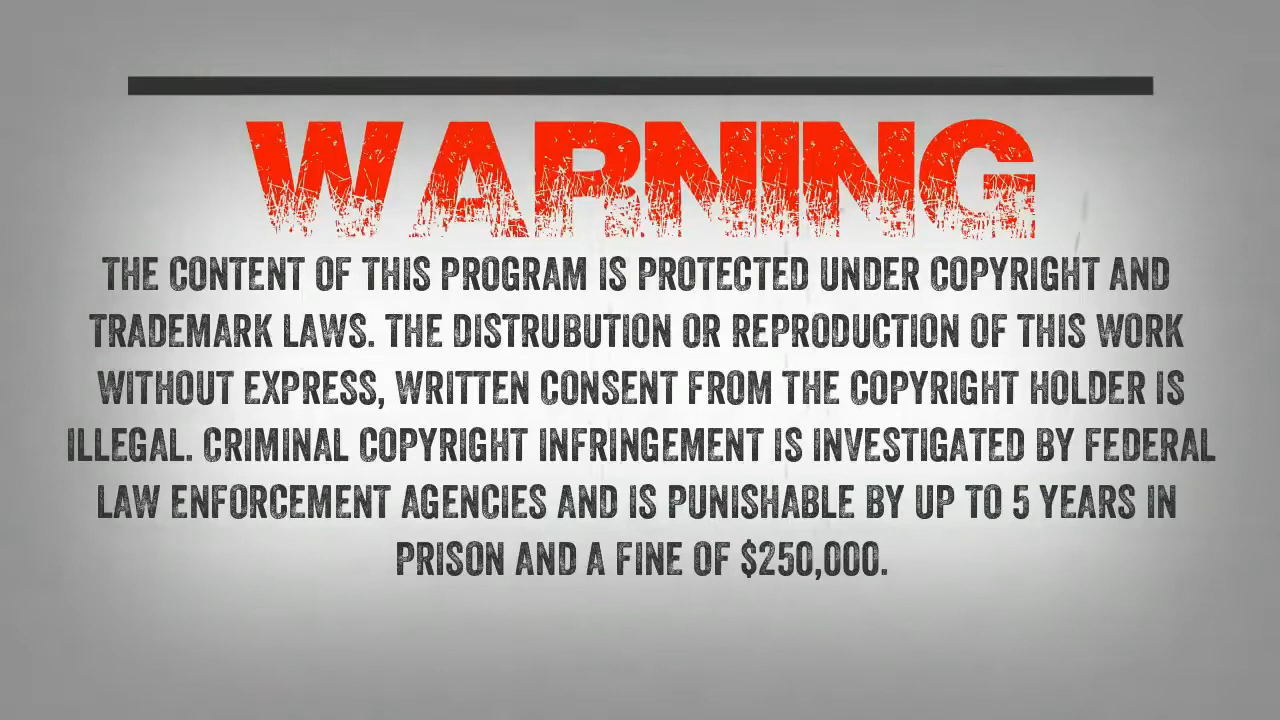 WARNING
THE CONTENT OF THIS PROGRAM IS PROTECTED UNDER COPYRIGHT AND
TRADEMARK LAWS. THE DISTRUBUTION OR REPRODUCTION OF THIS WORK
WITHOUT EXPRESS, WRITTEN CONSENT FROM THE COPYRIGHT HOLDER IS
ILLEGAL. CRIMINAL COPYRIGHT INFRINGEMENT IS INVESTIGATED BY FEDERAL
LAW ENFORCEMENT AGENCIES AND IS PUNISHABLE BY UP TO 5 YEARS IN
PRISON AND A FINE OF $250,000.